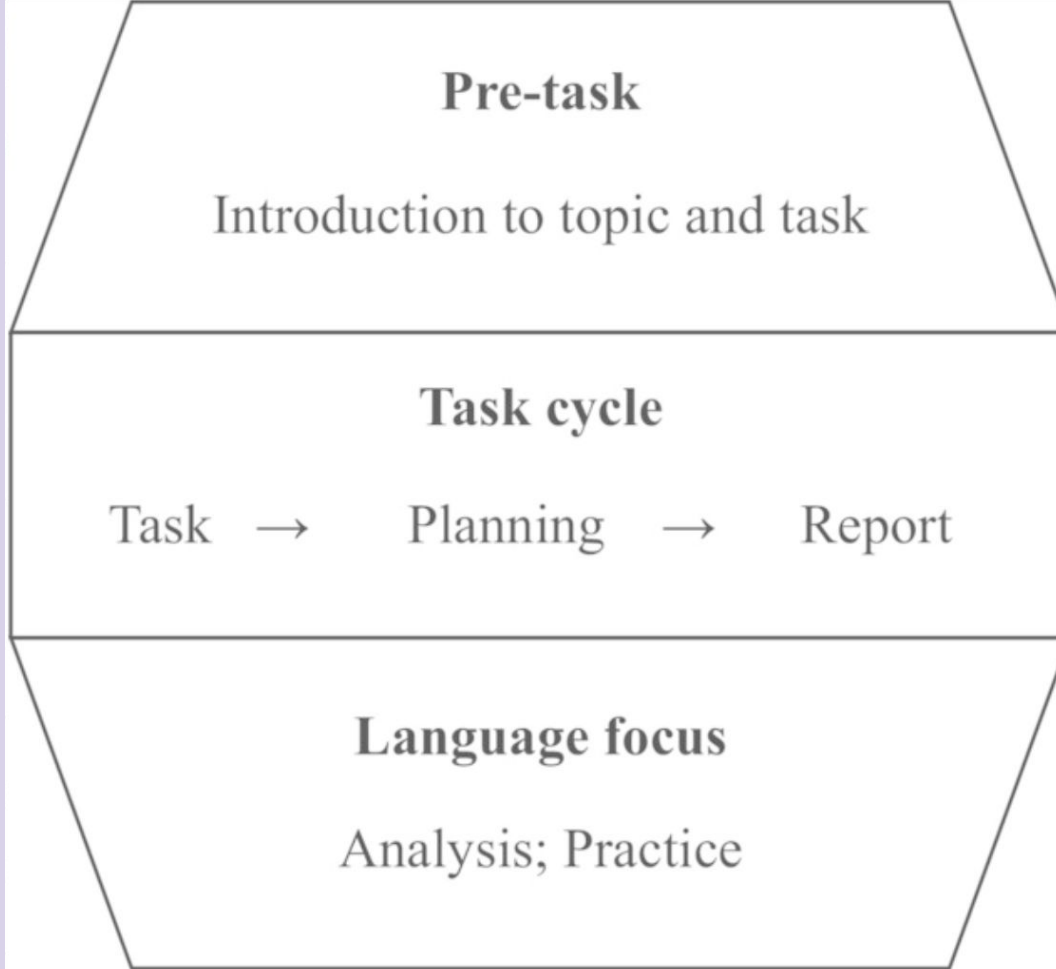 Pre-task
Introduction to topic and task
Task cycle
Task → Planning → Report
Language focus
Analysis; Practice